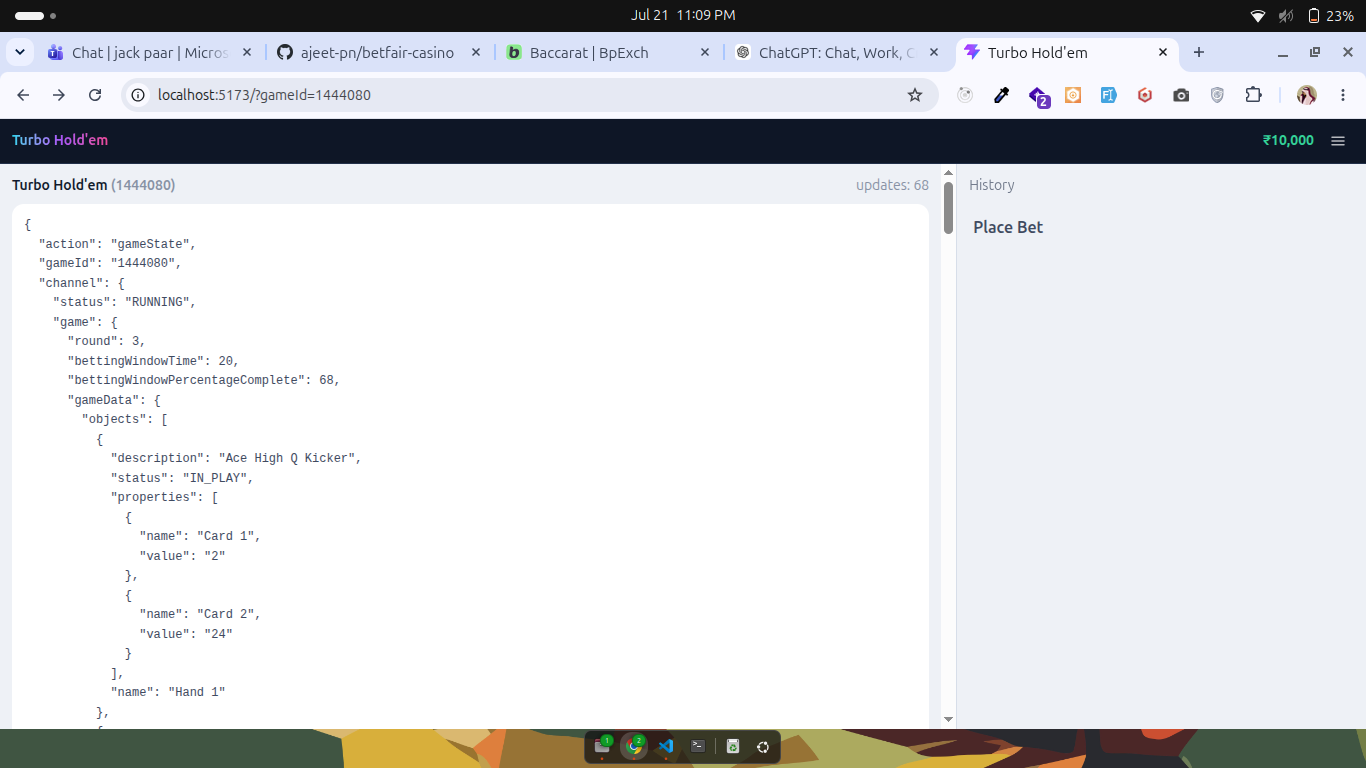 Jul 21 11:09 PM
23%
Chat | jack paar | Micros
ajeet-pn/betfair-casino
Baccarat | BpExch
ChatGPT: Chat, Work, C
Turbo Hold'em
localhost:5173/?gameId=1444080
2
Turbo Hold'em
₹10,000
Turbo Hold'em (1444080)
updates: 68
History
Place Bet
{
"action": "gameState",
"gameId": "1444080",
"channel": {
"status": "RUNNING",
"game": {
"round": 3,
"bettingWindowTime": 20,
"bettingWindowPercentageComplete": 68,
"gameData": {
"objects": [
{
"description": "Ace High Q Kicker",
"status": "IN_PLAY",
"properties": [
{
"name": "Card 1",
"value": "2"
},
{
"name": "Card 2",
"value": "24"
}
],
"name": "Hand 1"
},
1
2